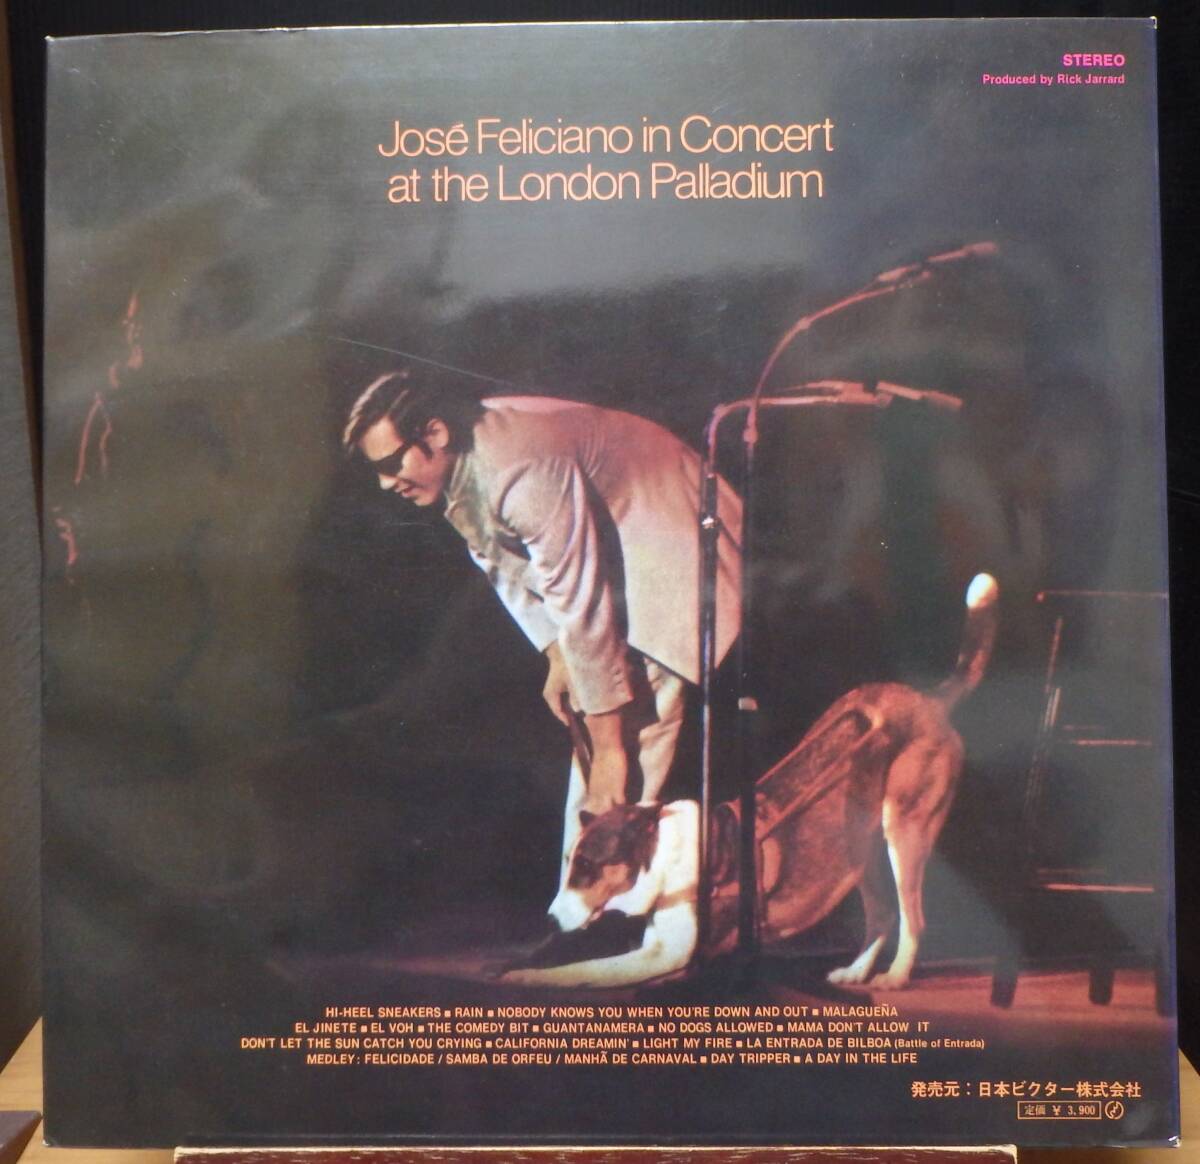 STEREO
Produced by Rick Jarrard
José Feliciano in Concert
at the London Palladium
HI-HEEL SNEAKERS ■ RAIN ■ NOBODY KNOWS YOU WHEN YOU'RE DOWN AND OUT ■ MALAGUEÑA
EL JINETE ■ EL VOH ■ THE COMEDY BIT ■ GUANTANAMERA ■ NO DOGS ALLOWED ■ MAMA DON'T ALLOW IT
DON'T LET THE SUN CATCH YOU CRYING ■ CALIFORNIA DREAMIN' ■ LIGHT MY FIRE ■ LA ENTRADA DE BILBOA (Battle of Entrada)
MEDLEY: FELICIDADE / SAMBA DE ORFEU / MANHÃ DE CARNAVAL ■ DAY TRIPPER ■ A DAY IN THE LIFE
発売元：日本ビクター株式会社
定価 ¥ 3,900